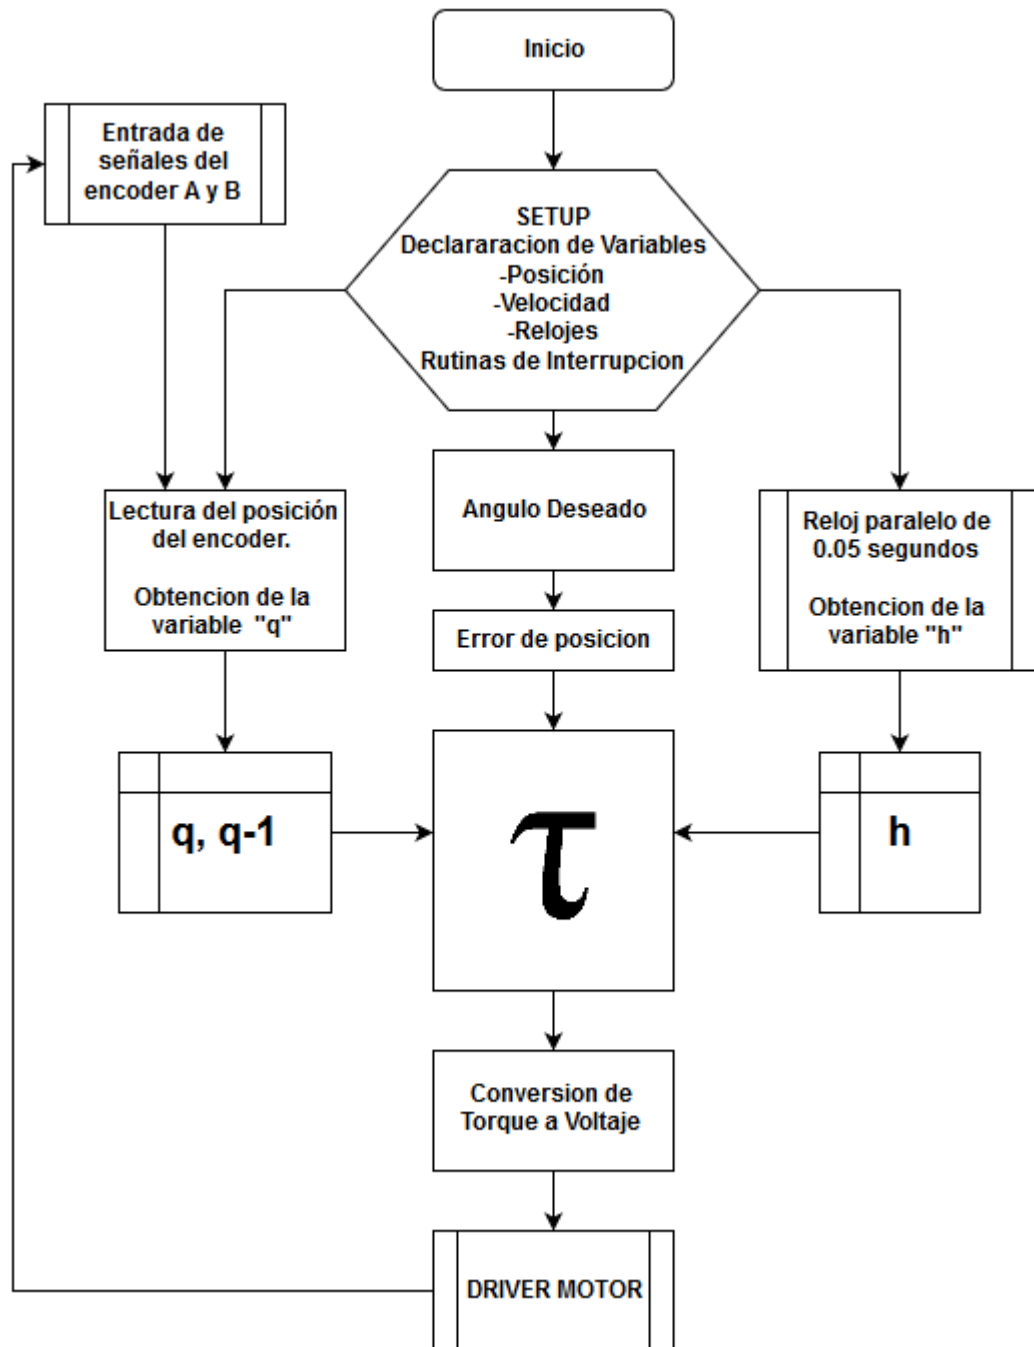 Inicio
Entrada de
señales del
encoder A y B
SETUP
Declararacion de Variables
-Posición
-Velocidad
-Relojes
Rutinas de Interrupcion
Lectura del posición
del encoder.
Obtencion de la
variable "q"
Angulo Deseado
Reloj paralelo de
0.05 segundos
Obtencion de la
variable "h"
Error de posicion
q, q-1
τ
h
Conversion de
Torque a Voltaje
DRIVER MOTOR